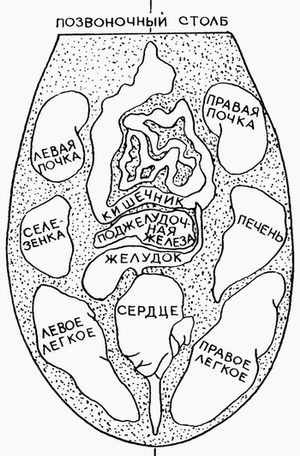 ПОЗВОНОЧНЫЙ СТОЛБ
ЛЕВАЯ
ПОЧКА
ПРАВАЯ
ПОЧКА
КИШЕЧНИК
СЕЛЕ-
ЗЕНКА
ПОДЖЕЛУДОЧ-
НАЯ
ЖЕЛЕЗА
ПЕЧЕНЬ
ЖЕЛУДОК
ЛЕВОЕ
ЛЕГКОЕ
СЕРДЦЕ
ПРАВОЕ
ЛЕГКОЕ